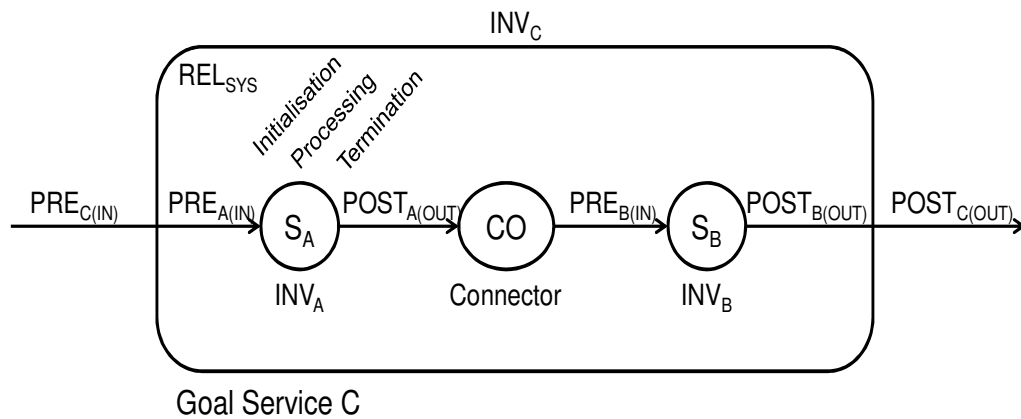 INV_C
REL_SYS
Initialisation
Processing
Termination
PRE_C(IN) PRE_A(IN) POST_A(OUT) PRE_B(IN) POST_B(OUT) POST_C(OUT)
S_A CO S_B
INV_A Connector INV_B
Goal Service C